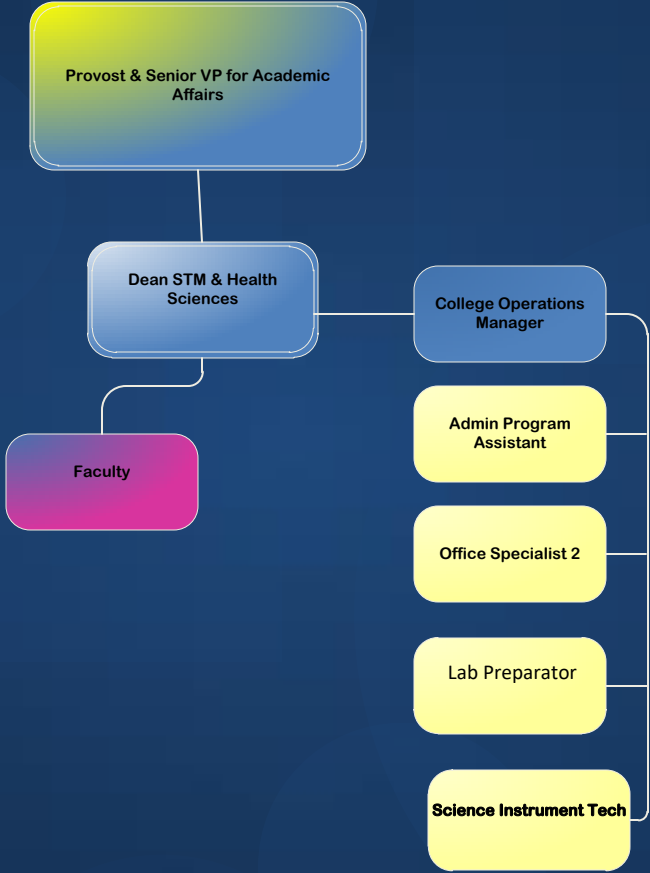 Provost & Senior VP for Academic
Affairs
Dean STM & Health
Sciences
College Operations
Manager
Admin Program
Assistant
Faculty
Office Specialist 2
Lab Preparator
Science Instrument Tech